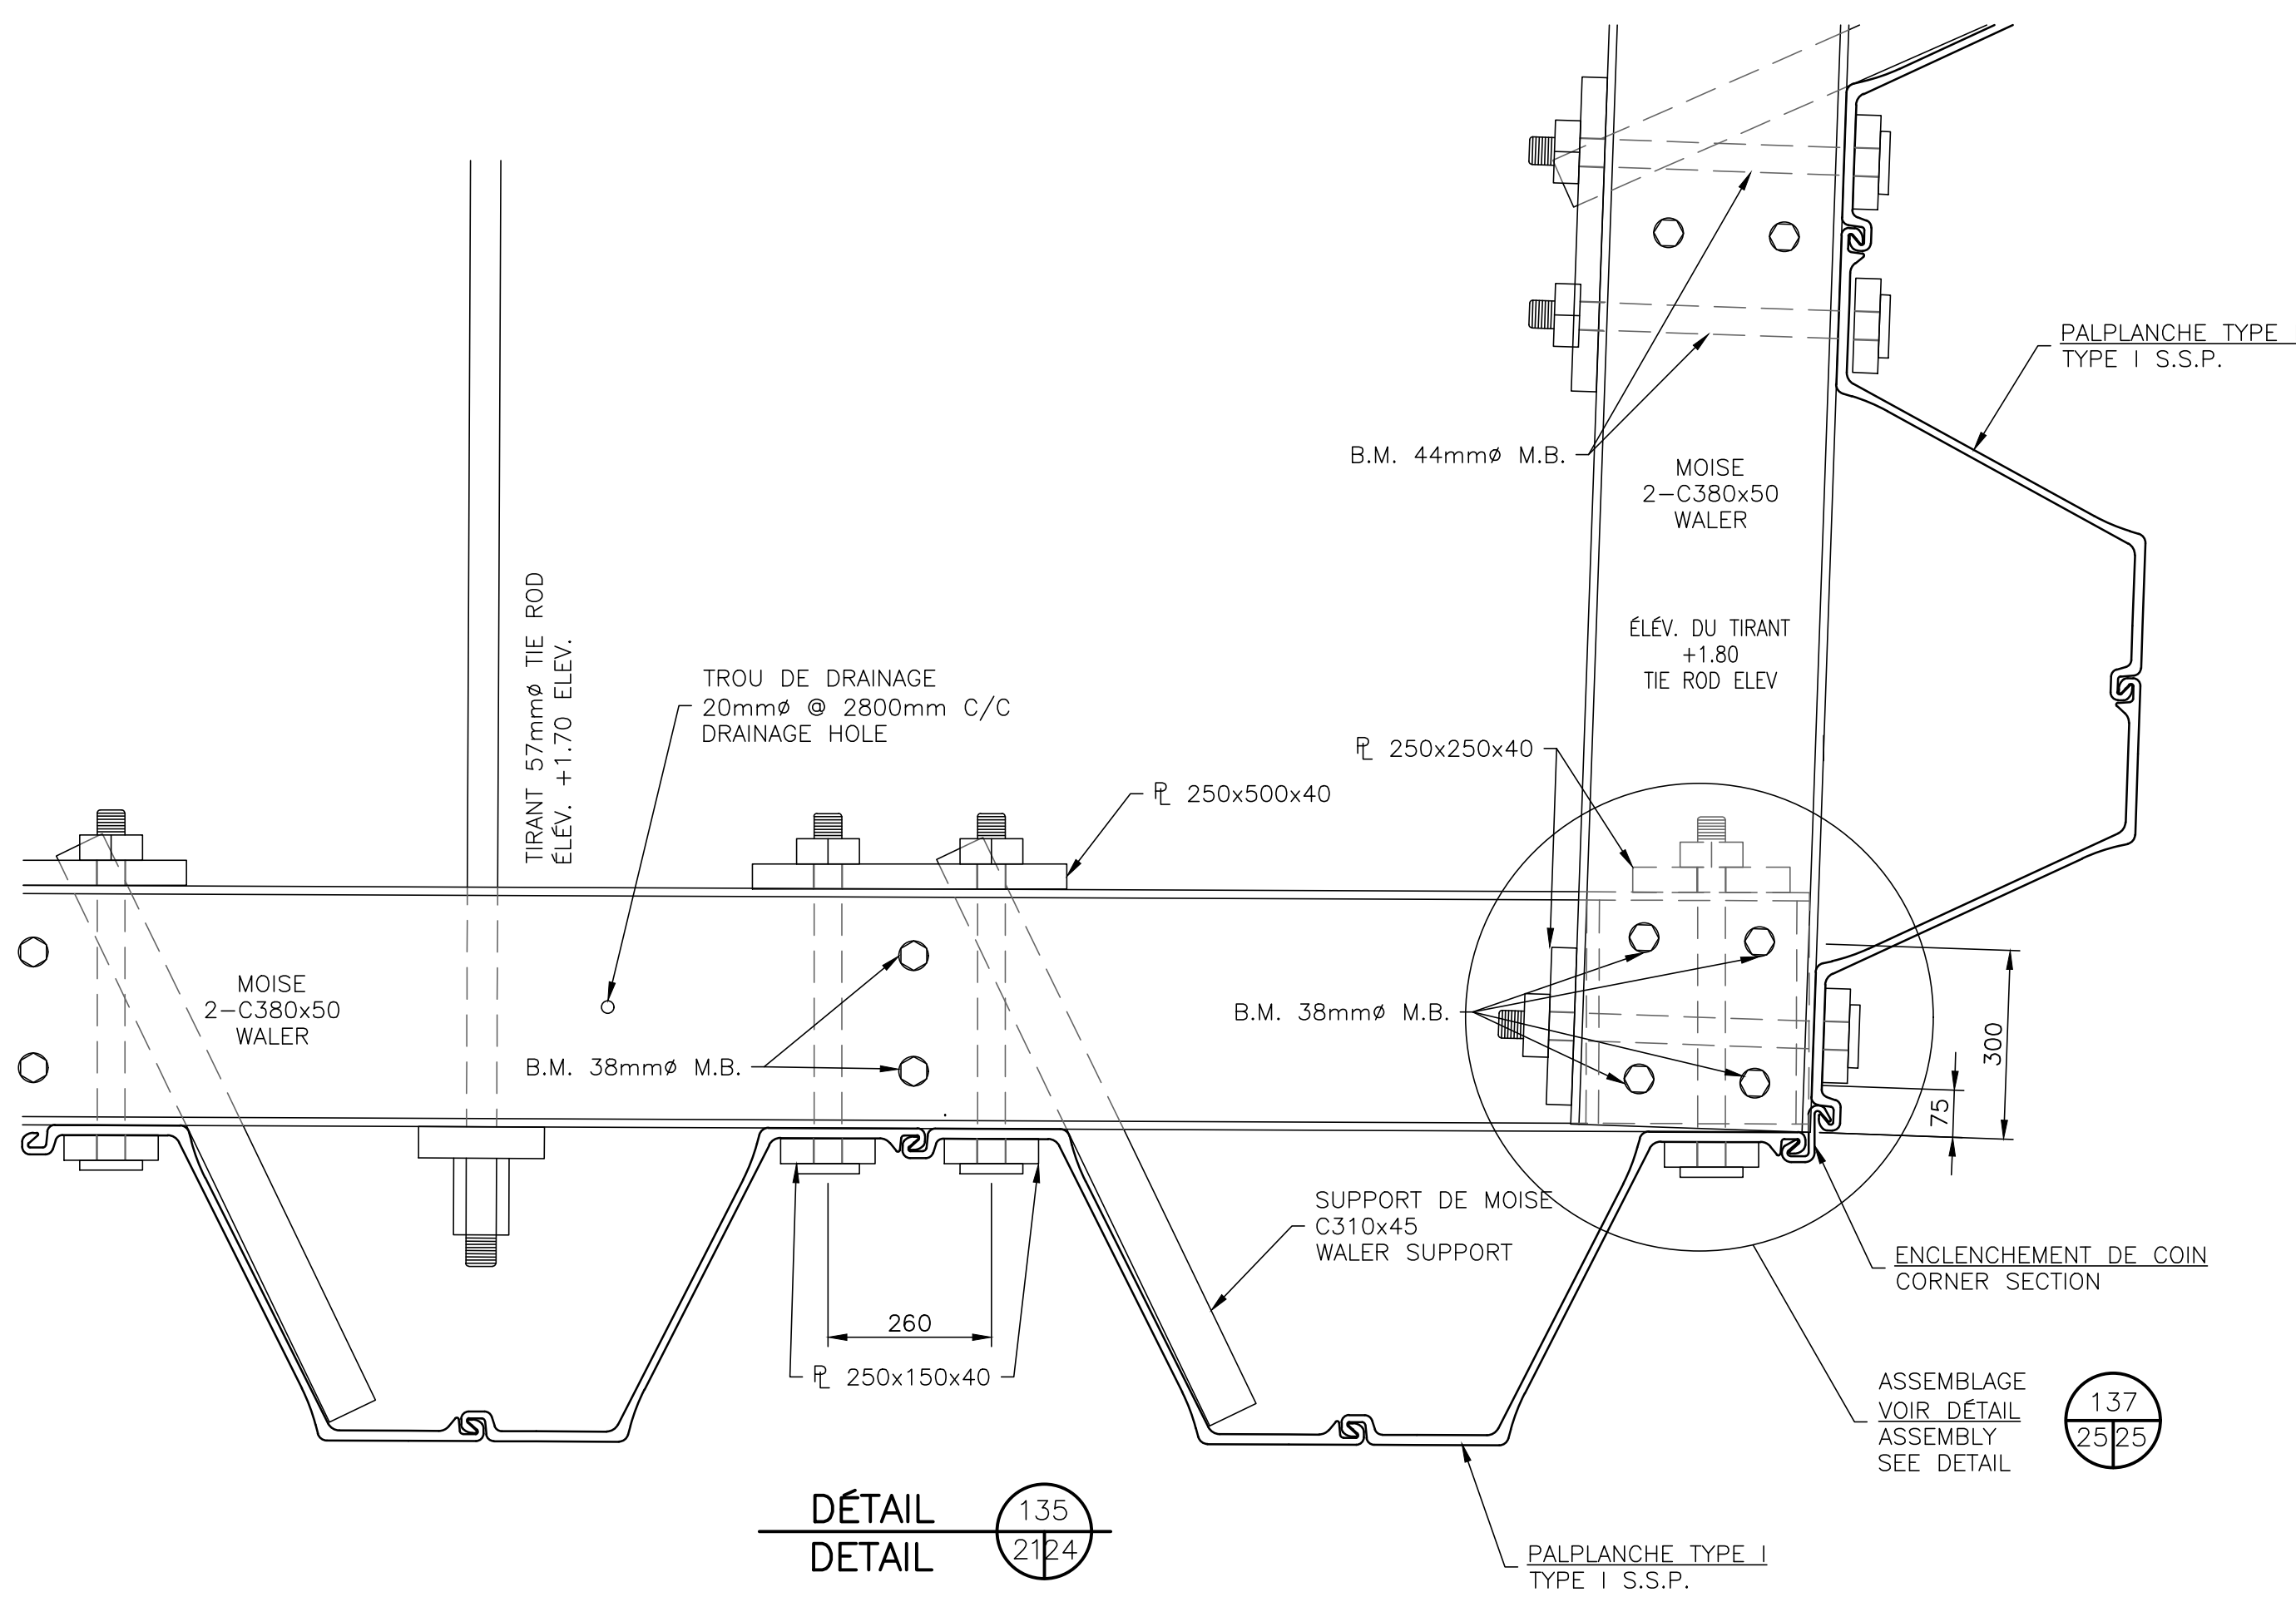 PALPLANCHE TYPE
TYPE I S.S.P.
B.M. 44mmø M.B.
MOISE
2-C380x50
WALER
ÉLÉV. DU TIRANT
+1.80
TIE ROD ELEV
TIRANT 57mmø TIE ROD
ÉLÉV. +1.70 ELEV.
TROU DE DRAINAGE
20mmø @ 2800mm C/C
DRAINAGE HOLE
PL 250x250x40
PL 250x500x40
MOISE
2-C380x50
WALER
B.M. 38mmø M.B.
B.M. 38mmø M.B.
300
75
SUPPORT DE MOISE
C310x45
WALER SUPPORT
ENCLENCHEMENT DE COIN
CORNER SECTION
260
PL 250x150x40
ASSEMBLAGE
VOIR DÉTAIL
ASSEMBLY
SEE DETAIL
137
25 25
DÉTAIL
DETAIL
135
21 24
PALPLANCHE TYPE I
TYPE I S.S.P.